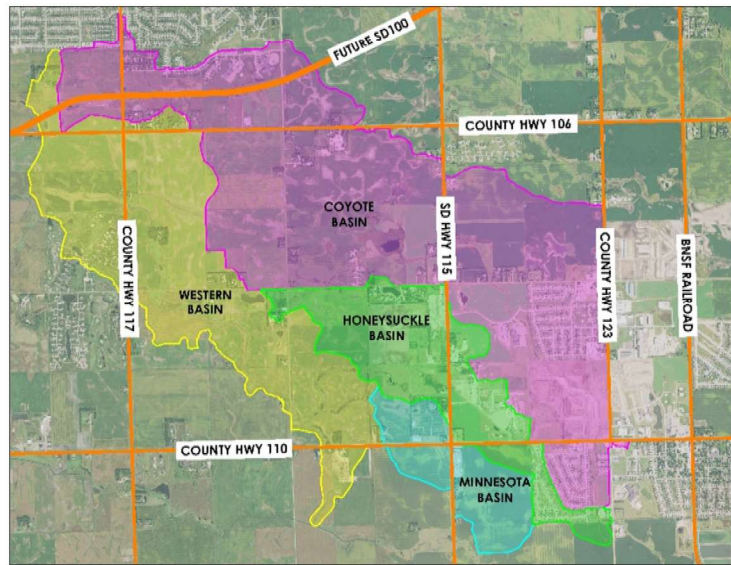 FUTURE SD100
COUNTY HWY 106
COYOTE
BASIN
SD HWY 115
COUNTY HWY 117
COUNTY HWY 123
BNSF RAILROAD
WESTERN
BASIN
HONEYSUCKLE
BASIN
COUNTY HWY 110
MINNESOTA
BASIN